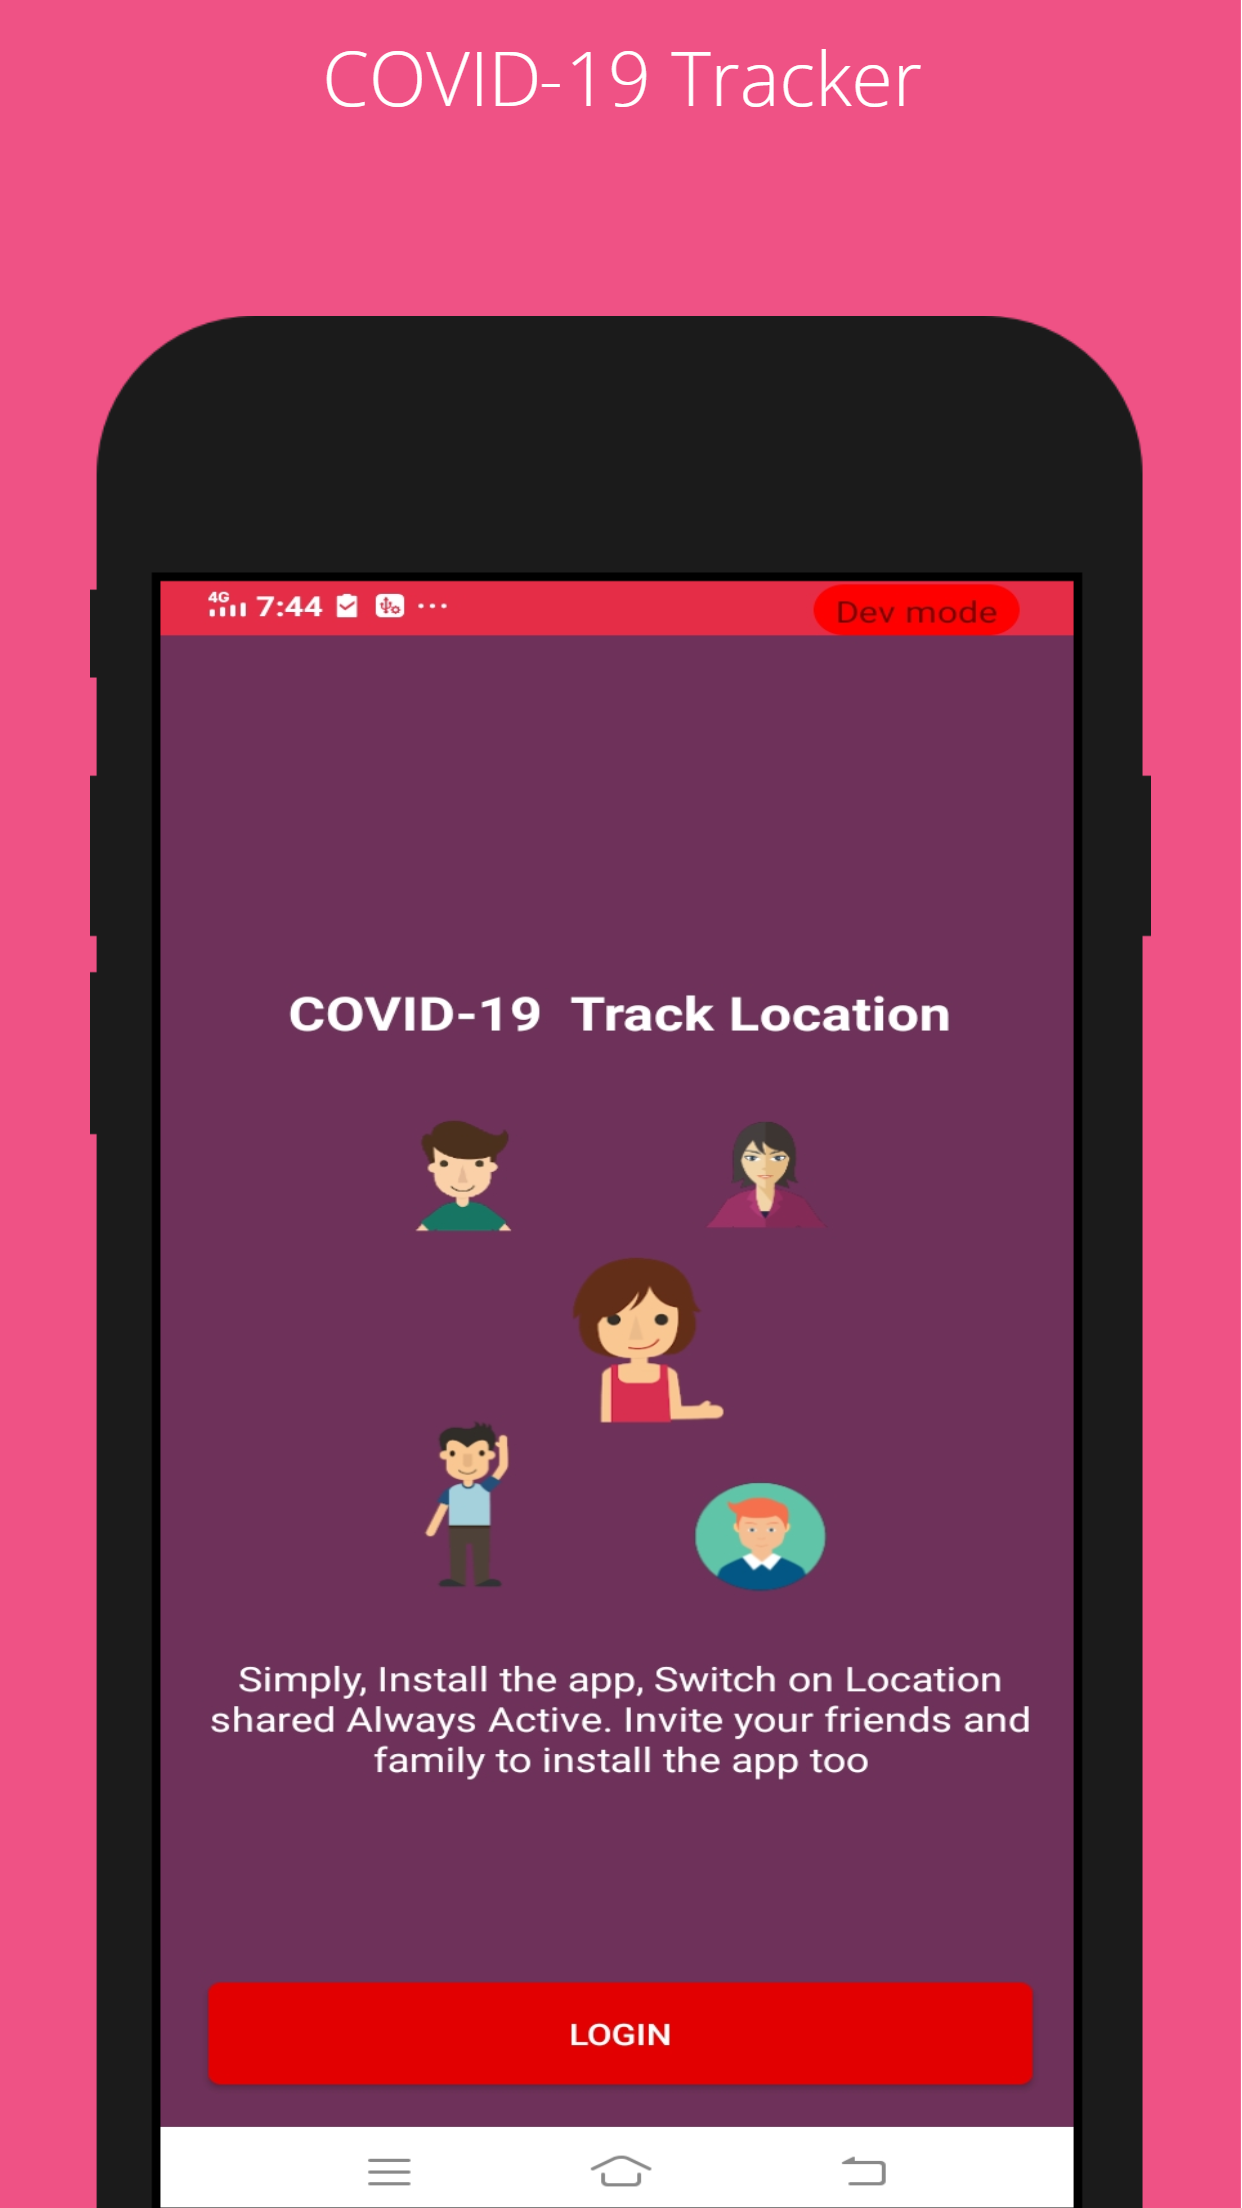 COVID-19 Tracker
4G 7:44 ...
Dev mode
COVID-19 Track Location
Simply, Install the app, Switch on Location
shared Always Active. Invite your friends and
family to install the app too
LOGIN